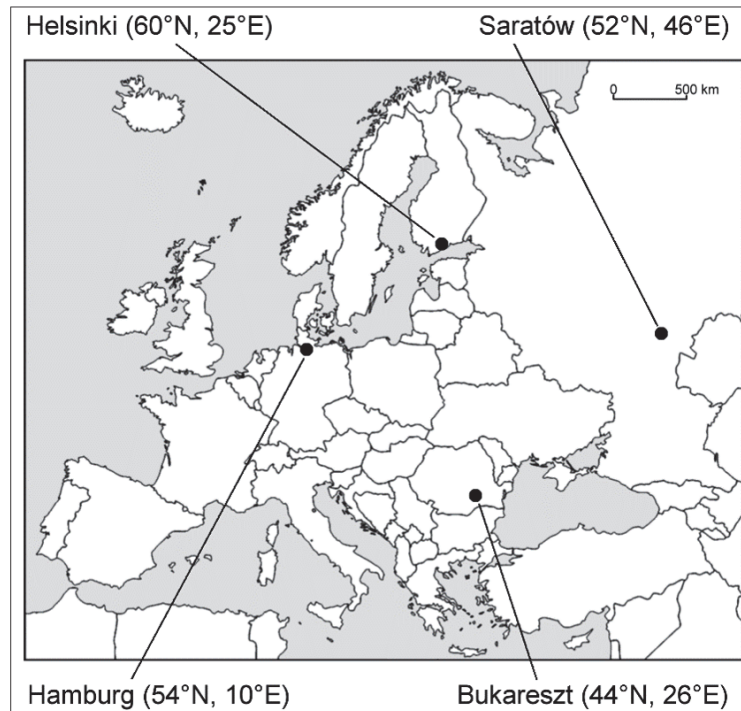 Helsinki (60°N, 25°E)
Saratów (52°N, 46°E)
0 500 km
Hamburg (54°N, 10°E)
Bukareszt (44°N, 26°E)